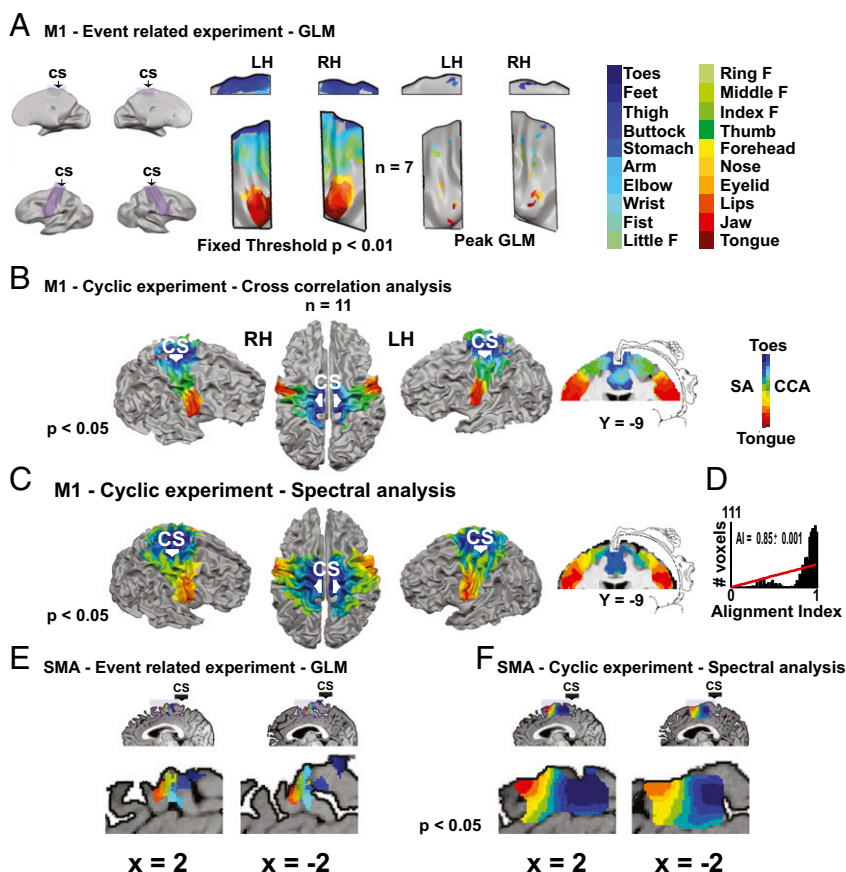 A M1 - Event related experiment - GLM
cs cs
LH RH LH RH
cs cs
n = 7
Fixed Threshold p < 0.01
Peak GLM
Toes
Feet
Thigh
Buttock
Stomach
Arm
Elbow
Wrist
Fist
Little F
Ring F
Middle F
Index F
Thumb
Forehead
Nose
Eyelid
Lips
Jaw
Tongue
B M1 - Cyclic experiment - Cross correlation analysis
n = 11
RH LH
CS CS CS
p < 0.05
Y = -9
Toes
SA CCA
Tongue
C M1 - Cyclic experiment - Spectral analysis
CS CS CS
p < 0.05
Y = -9
D
111
# voxels
AI = 0.85± 0.001
0 1
Alignment Index
E SMA - Event related experiment - GLM
cs cs
x = 2 x = -2
F SMA - Cyclic experiment - Spectral analysis
cs cs
p < 0.05
x = 2 x = -2